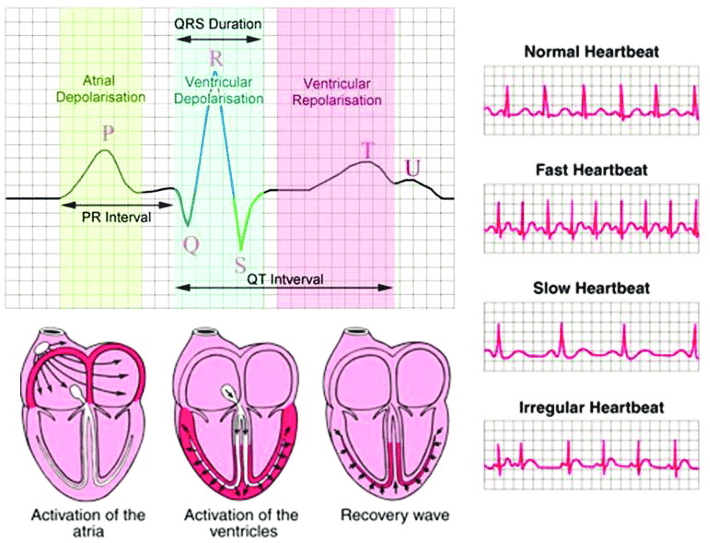 QRS Duration
R
Atrial
Depolarisation
Ventricular
Depolarisation
Ventricular
Repolarisation
P
T
U
PR Interval
Q
S
QT Intverval
Activation of the
atria
Activation of the
ventricles
Recovery wave
Normal Heartbeat
Fast Heartbeat
Slow Heartbeat
Irregular Heartbeat